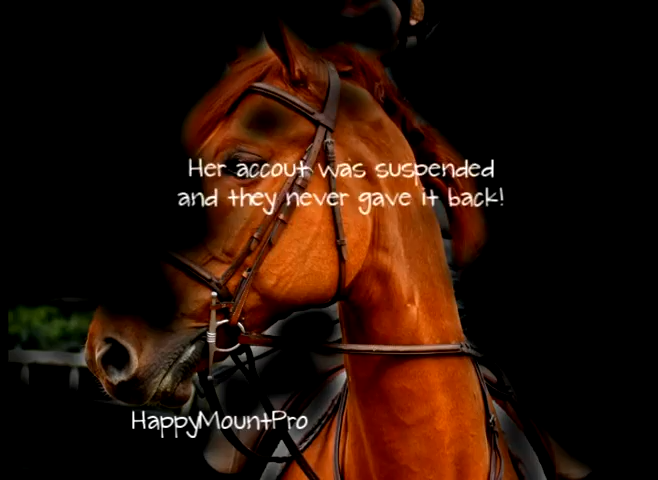 Her accout was suspended
and they never gave it back!
HappyMountPro